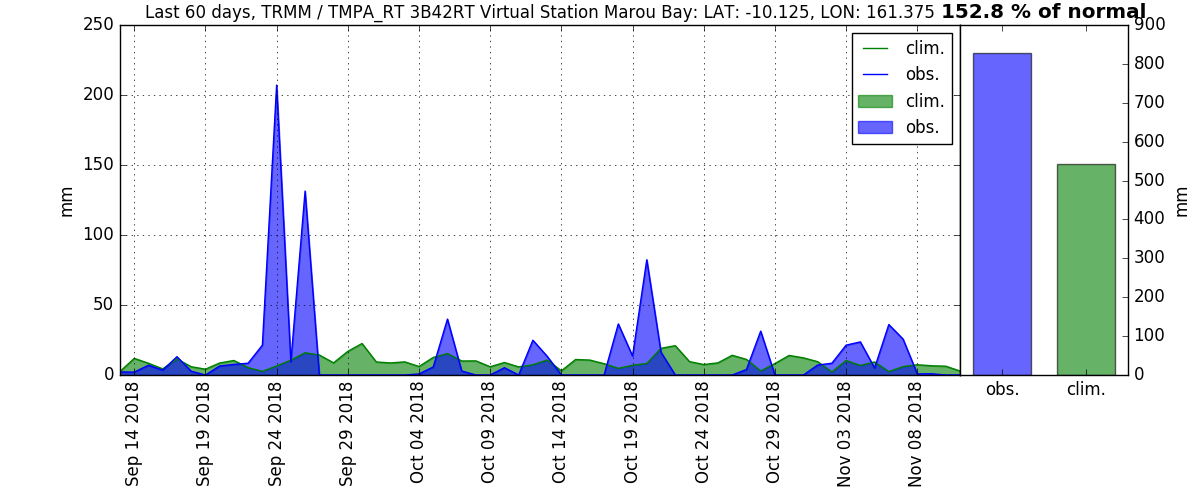 Last 60 days, TRMM / TMPA_RT 3B42RT Virtual Station Marou Bay: LAT: -10.125, LON: 161.375 152.8 % of normal
250
200
150
100
50
0
mm
clim.
obs.
clim.
obs.
900
800
700
600
500
400
300
200
100
0
mm
obs.
clim.
Sep 14 2018
Sep 19 2018
Sep 24 2018
Sep 29 2018
Oct 04 2018
Oct 09 2018
Oct 14 2018
Oct 19 2018
Oct 24 2018
Oct 29 2018
Nov 03 2018
Nov 08 2018